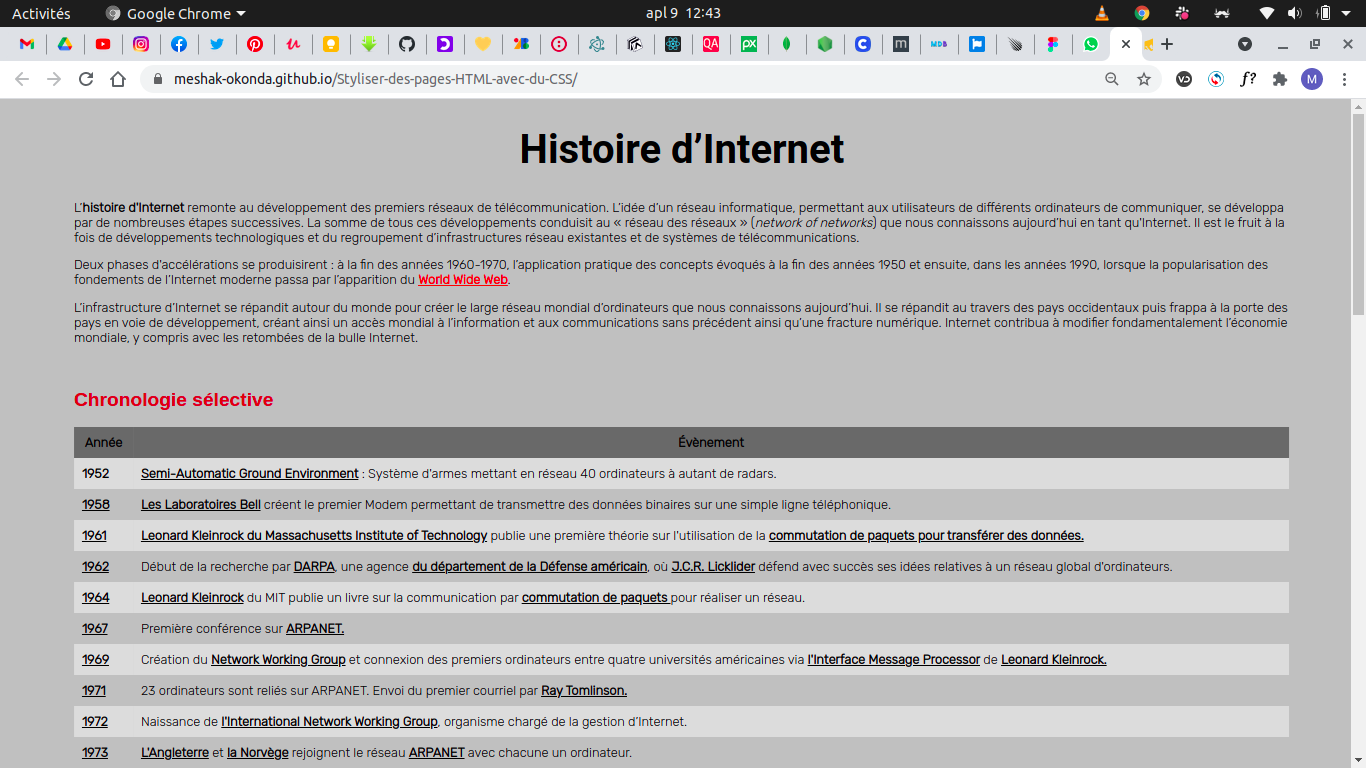 Activités
Google Chrome
apl 9 12:43
QA
PX
m
MDB
meshak-okonda.github.io/Styliser-des-pages-HTML-avec-du-CSS/
f?
M
Histoire d’Internet
L’histoire d'Internet remonte au développement des premiers réseaux de télécommunication. L’idée d’un réseau informatique, permettant aux utilisateurs de différents ordinateurs de communiquer, se développa
par de nombreuses étapes successives. La somme de tous ces développements conduisit au « réseau des réseaux » (network of networks) que nous connaissons aujourd’hui en tant qu'Internet. Il est le fruit à la
fois de développements technologiques et du regroupement d’infrastructures réseau existantes et de systèmes de télécommunications.
Deux phases d’accélérations se produisirent : à la fin des années 1960-1970, l’application pratique des concepts évoqués à la fin des années 1950 et ensuite, dans les années 1990, lorsque la popularisation des
fondements de l’Internet moderne passa par l’apparition du World Wide Web.
L’infrastructure d’Internet se répandit autour du monde pour créer le large réseau mondial d’ordinateurs que nous connaissons aujourd’hui. Il se répandit au travers des pays occidentaux puis frappa à la porte des
pays en voie de développement, créant ainsi un accès mondial à l’information et aux communications sans précédent ainsi qu’une fracture numérique. Internet contribua à modifier fondamentalement l’économie
mondiale, y compris avec les retombées de la bulle Internet.
Chronologie sélective
Année Évènement
1952 Semi-Automatic Ground Environment : Système d'armes mettant en réseau 40 ordinateurs à autant de radars.
1958 Les Laboratoires Bell créent le premier Modem permettant de transmettre des données binaires sur une simple ligne téléphonique.
1961 Leonard Kleinrock du Massachusetts Institute of Technology publie une première théorie sur l'utilisation de la commutation de paquets pour transférer des données.
1962 Début de la recherche par DARPA, une agence du département de la Défense américain, où J.C.R. Licklider défend avec succès ses idées relatives à un réseau global d'ordinateurs.
1964 Leonard Kleinrock du MIT publie un livre sur la communication par commutation de paquets pour réaliser un réseau.
1967 Première conférence sur ARPANET.
1969 Création du Network Working Group et connexion des premiers ordinateurs entre quatre universités américaines via l'Interface Message Processor de Leonard Kleinrock.
1971 23 ordinateurs sont reliés sur ARPANET. Envoi du premier courriel par Ray Tomlinson.
1972 Naissance de l'International Network Working Group, organisme chargé de la gestion d’Internet.
1973 L'Angleterre et la Norvège rejoignent le réseau ARPANET avec chacun un ordinateur.